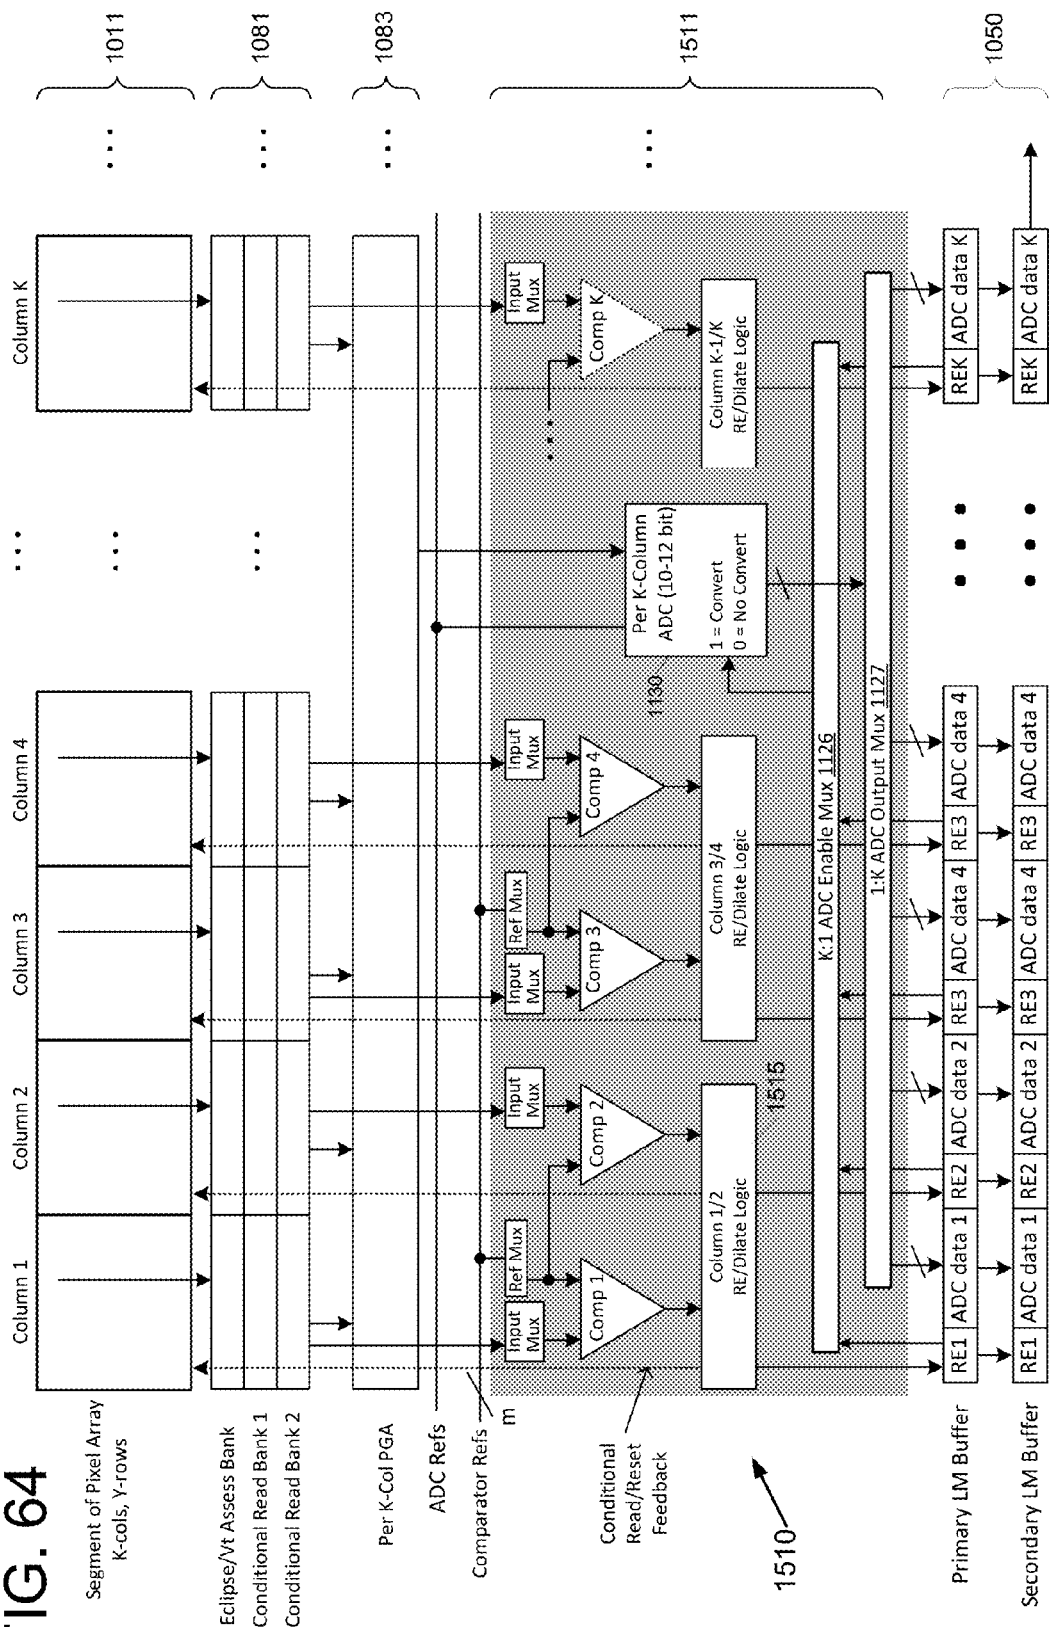 FIG. 64
Column 1
Column 2
Column 3
Column 4
...
Column K
Segment of Pixel Array
K-cols, Y-rows
...
...
1011
Eclipse/Vt Assess Bank
Conditional Read Bank 1
Conditional Read Bank 2
...
...
1081
Per K-Col PGA
...
1083
ADC Refs
Comparator Refs
m
Input
Mux
Ref Mux
Input
Mux
Input
Mux
Ref Mux
Input
Mux
Input
Mux
...
Comp 1
Comp 2
Comp 3
Comp 4
Comp K
...
1511
Conditional
Read/Reset
Feedback
Column 1/2
RE/Dilate Logic
1515
Column 3/4
RE/Dilate Logic
1130
Per K-Column
ADC (10-12 bit)
1 = Convert
0 = No Convert
Column K-1/K
RE/Dilate Logic
K:1 ADC Enable Mux 1126
1:K ADC Output Mux 1127
1510
Primary LM Buffer
RE1 ADC data 1 RE2 ADC data 2 RE3 ADC data 4 RE3 ADC data 4 ... REK ADC data K
Secondary LM Buffer
RE1 ADC data 1 RE2 ADC data 2 RE3 ADC data 4 RE3 ADC data 4 ... REK ADC data K
1050